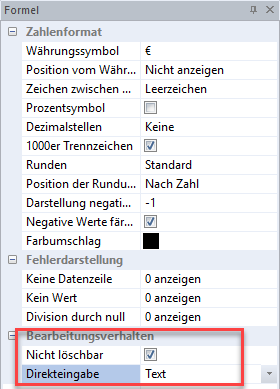 Formel
Zahlenformat
Währungssymbol €
Position vom Währ... Nicht anzeigen
Zeichen zwischen ... Leerzeichen
Prozentsymbol
Dezimalstellen Keine
1000er Trennzeichen
Runden Standard
Position der Rundu... Nach Zahl
Darstellung negati... -1
Negative Werte fär...
Farbumschlag
Fehlerdarstellung
Keine Datenzeile 0 anzeigen
Kein Wert 0 anzeigen
Division durch null 0 anzeigen
Bearbeitungsverhalten
Nicht löschbar
Direkteingabe Text